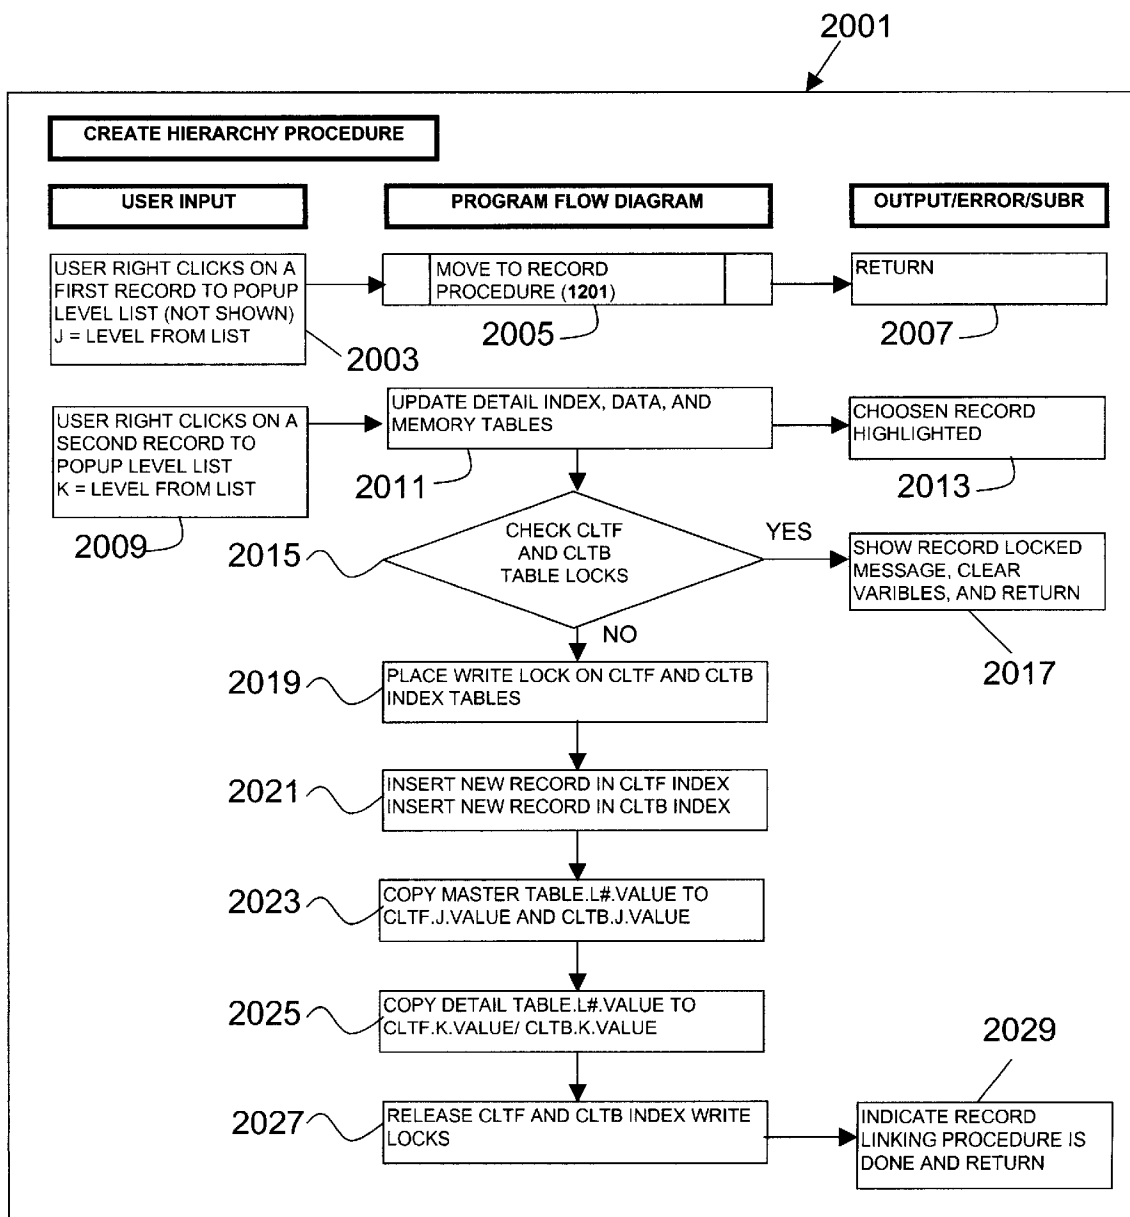 2001
CREATE HIERARCHY PROCEDURE
USER INPUT
PROGRAM FLOW DIAGRAM
OUTPUT/ERROR/SUBR
USER RIGHT CLICKS ON A
FIRST RECORD TO POPUP
LEVEL LIST (NOT SHOWN)
J = LEVEL FROM LIST
2003
MOVE TO RECORD
PROCEDURE (1201)
2005
RETURN
2007
USER RIGHT CLICKS ON A
SECOND RECORD TO
POPUP LEVEL LIST
K = LEVEL FROM LIST
2009
UPDATE DETAIL INDEX, DATA, AND
MEMORY TABLES
2011
CHOOSEN RECORD
HIGHLIGHTED
2013
2015
CHECK CLTF
AND CLTB
TABLE LOCKS
YES
NO
SHOW RECORD LOCKED
MESSAGE, CLEAR
VARIBLES, AND RETURN
2017
2019
PLACE WRITE LOCK ON CLTF AND CLTB
INDEX TABLES
2021
INSERT NEW RECORD IN CLTF INDEX
INSERT NEW RECORD IN CLTB INDEX
2023
COPY MASTER TABLE.L#.VALUE TO
CLTF.J.VALUE AND CLTB.J.VALUE
2025
COPY DETAIL TABLE.L#.VALUE TO
CLTF.K.VALUE/ CLTB.K.VALUE
2027
RELEASE CLTF AND CLTB INDEX WRITE
LOCKS
2029
INDICATE RECORD
LINKING PROCEDURE IS
DONE AND RETURN